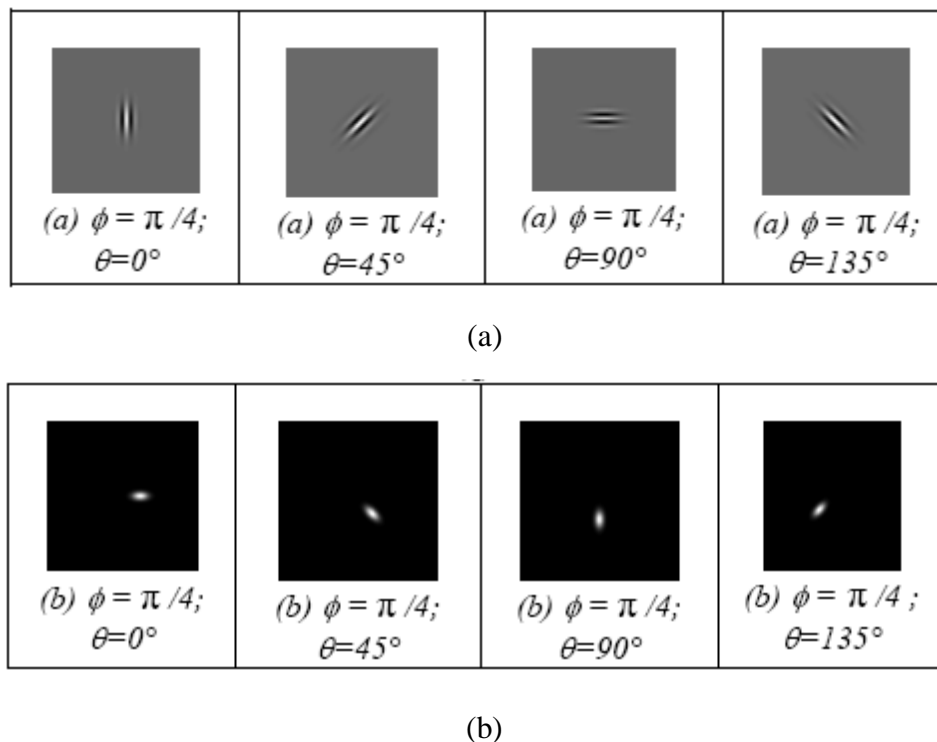 (a) ϕ = π /4;
θ=0°
(a) ϕ = π /4;
θ=45°
(a) ϕ = π /4;
θ=90°
(a) ϕ = π /4;
θ=135°
(a)
(b) ϕ = π /4;
θ=0°
(b) ϕ = π /4;
θ=45°
(b) ϕ = π /4;
θ=90°
(b) ϕ = π /4 ;
θ=135°
(b)